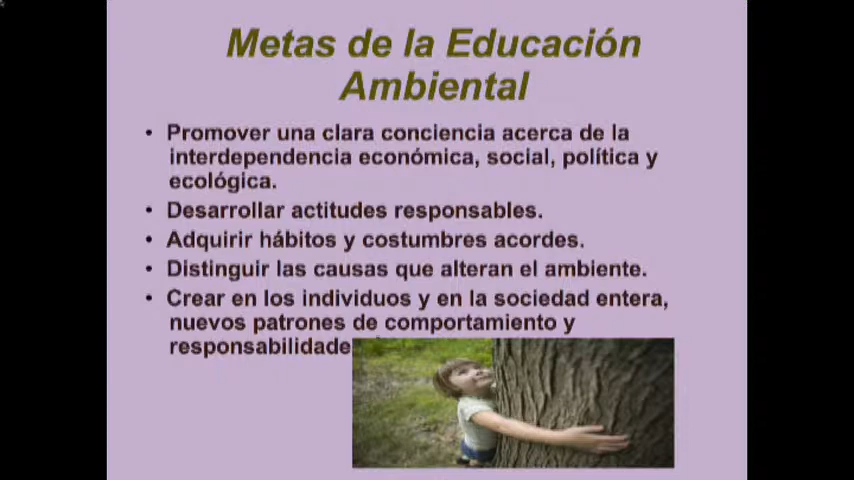 Metas de la Educación
Ambiental
• Promover una clara conciencia acerca de la
interdependencia económica, social, política y
ecológica.
• Desarrollar actitudes responsables.
• Adquirir hábitos y costumbres acordes.
• Distinguir las causas que alteran el ambiente.
• Crear en los individuos y en la sociedad entera,
nuevos patrones de comportamiento y
responsabilidade